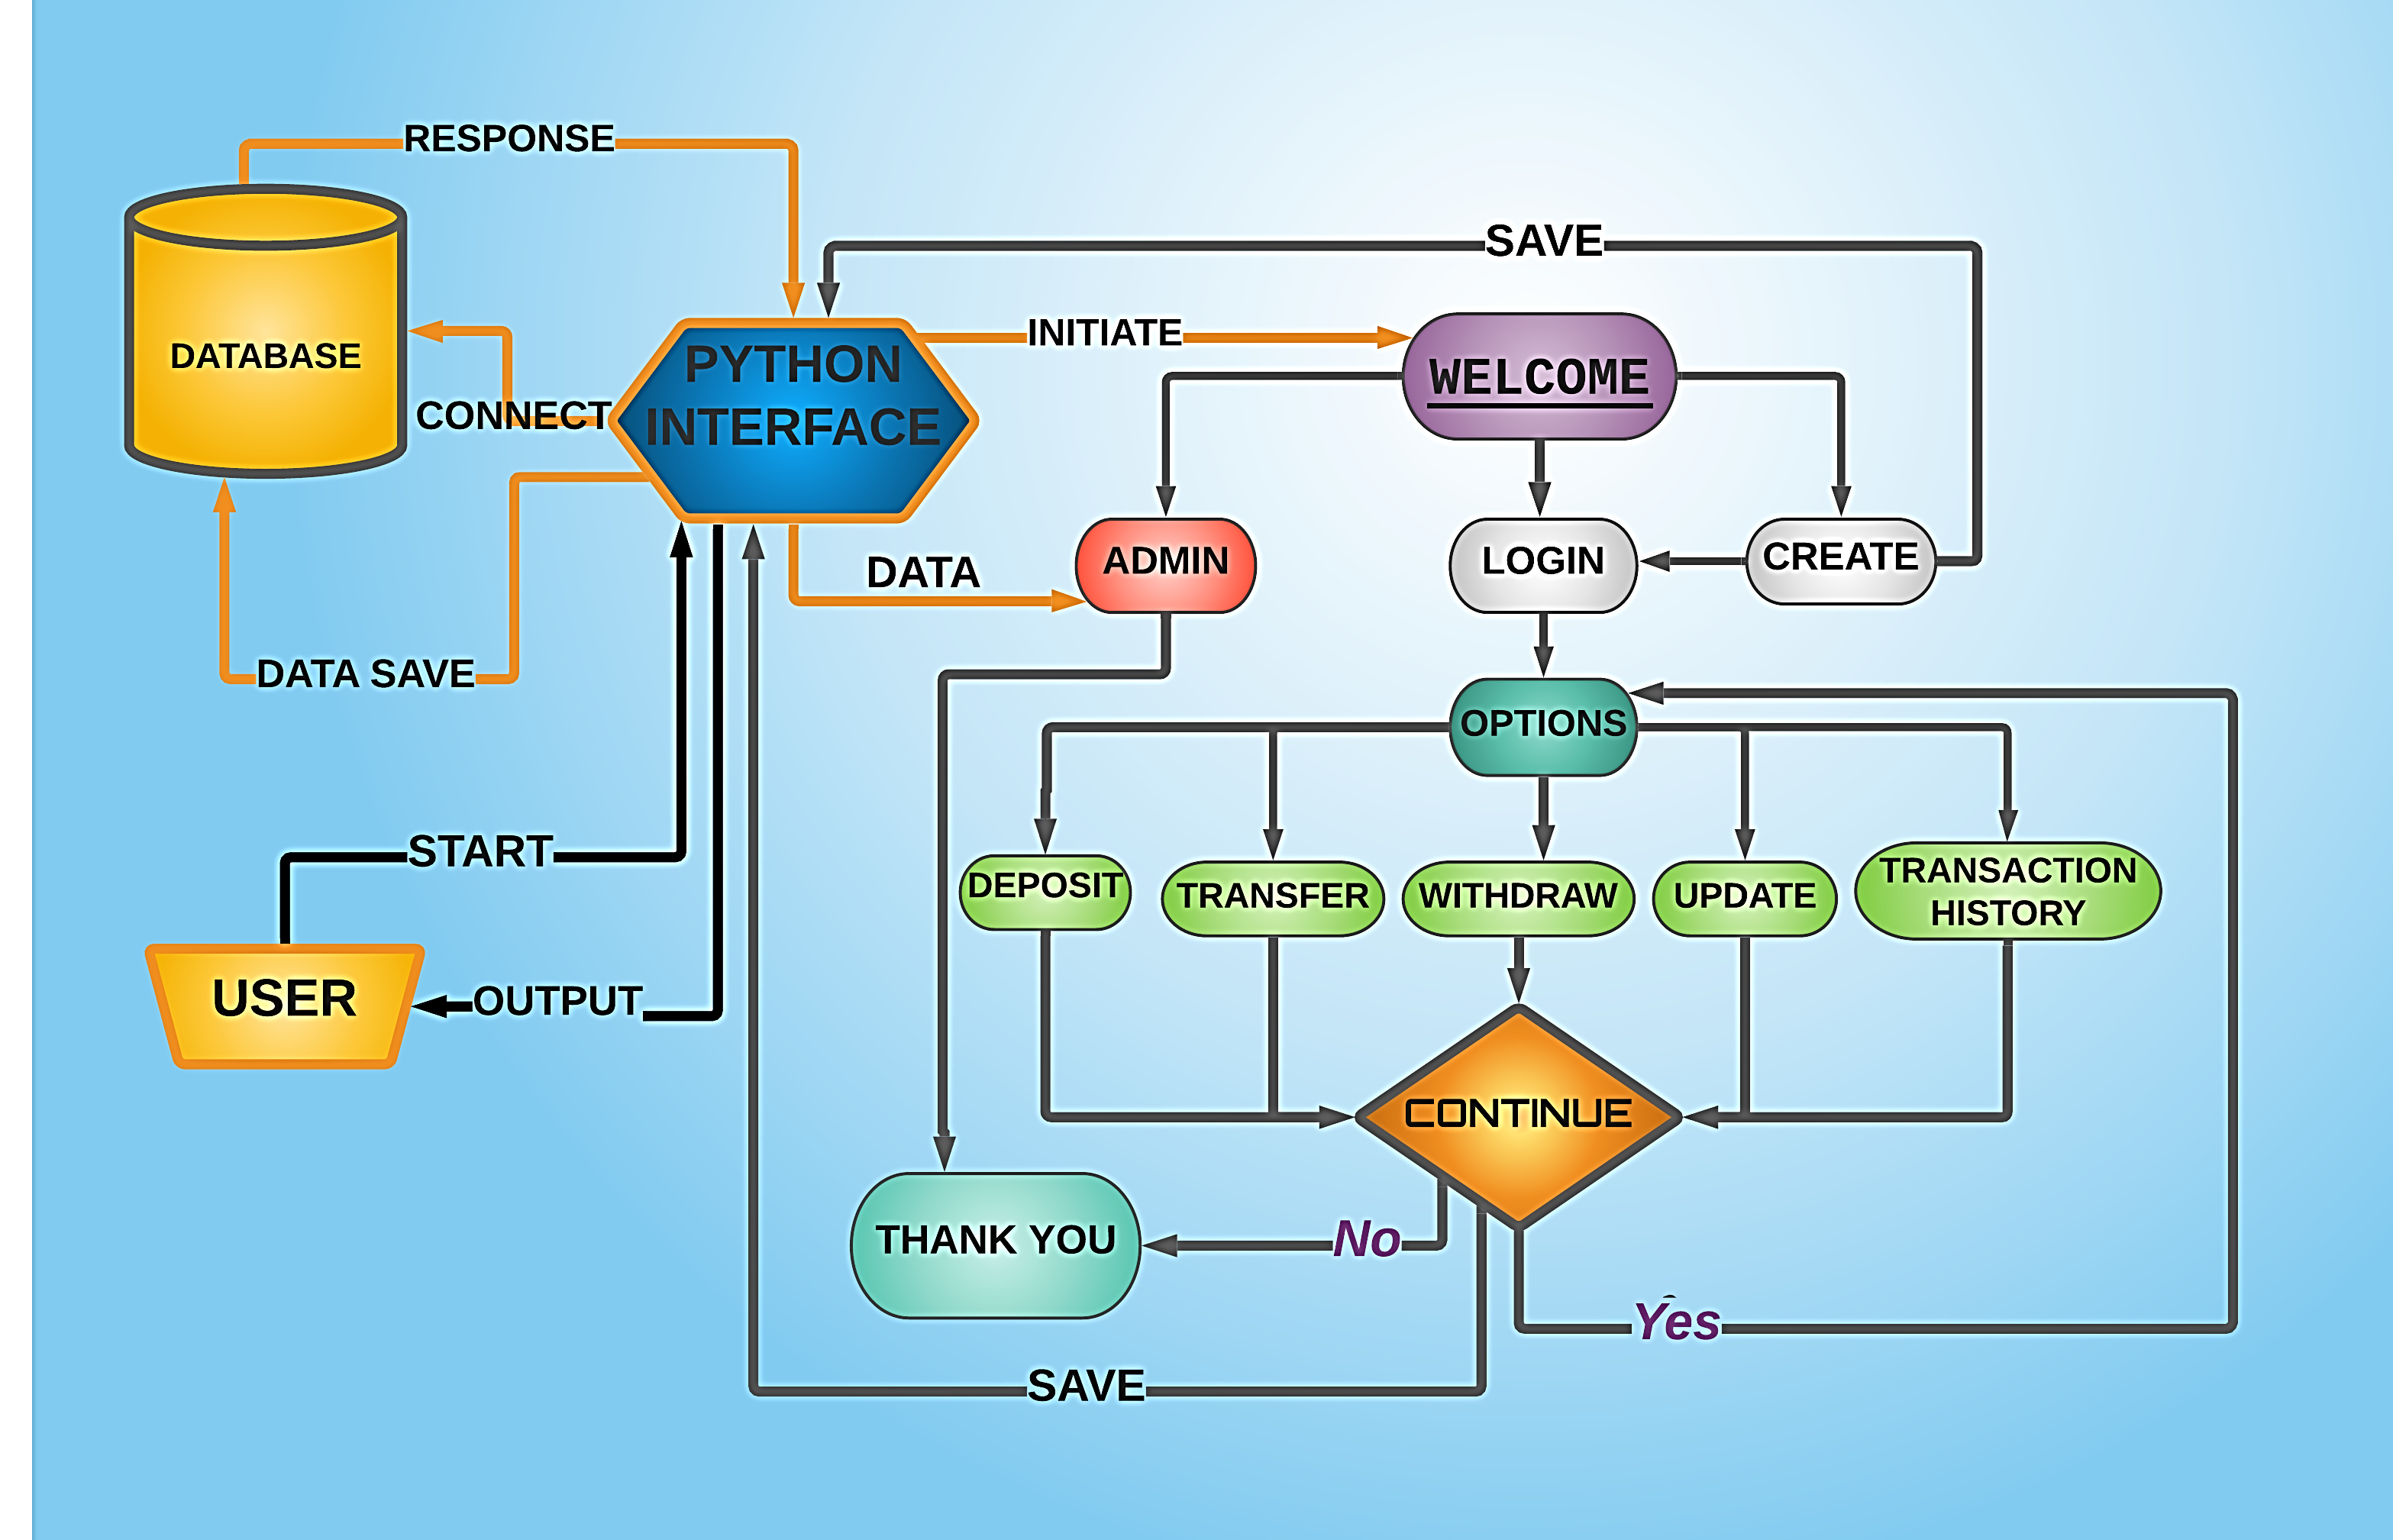 RESPONSE
SAVE
INITIATE
DATABASE
PYTHON
INTERFACE
WELCOME
CONNECT
ADMIN
LOGIN
CREATE
DATA
DATA SAVE
OPTIONS
START
DEPOSIT
TRANSFER
WITHDRAW
UPDATE
TRANSACTION
HISTORY
USER
OUTPUT
CONTINUE
THANK YOU
No
Yes
SAVE